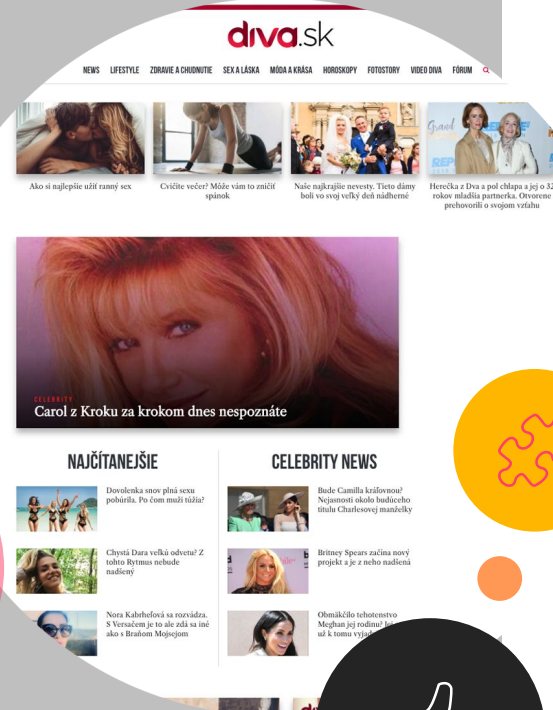 diva.sk
NEWS LIFESTYLE ZDRAVIE A CHUDNUTIE SEX A LÁSKA MÓDA A KRÁSA HOROSKOPY FOTOSTORY VIDEO DIVA FÓRUM
Ako si najlepšie užiť ranný sex
Cvičíte večer? Môže vám to zničiť
spánok
Naše najkrajšie nevesty. Tieto dámy
boli vo svoj veľký deň nádherné
Herečka z Dva a pol chlapa a jej o 32
rokov mladšia partnerka. Otvorene
prehovorili o svojom vzťahu
CELEBRITY
Carol z Kroku za krokom dnes nespoznáte
NAJČÍTANEJŠIE
Dovolenka snov plná sexu
pobúrila. Po čom muži túžia?
Chystá Dara veľkú odvetu? Z
tohto Rytmus nebude
nadšený
Nora Kabrheľová sa rozvádza.
S Versačem je to ale zdá sa iné
ako s Braňom Mojsejom
CELEBRITY NEWS
Bude Camilla kráľovnou?
Nejasnosti okolo budúceho
titulu Charlesovej manželky
Britney Spears začína nový
projekt a je z neho nadšená
Obmäkčilo tehotenstvo
Meghan jej rodinu?
už k tomu